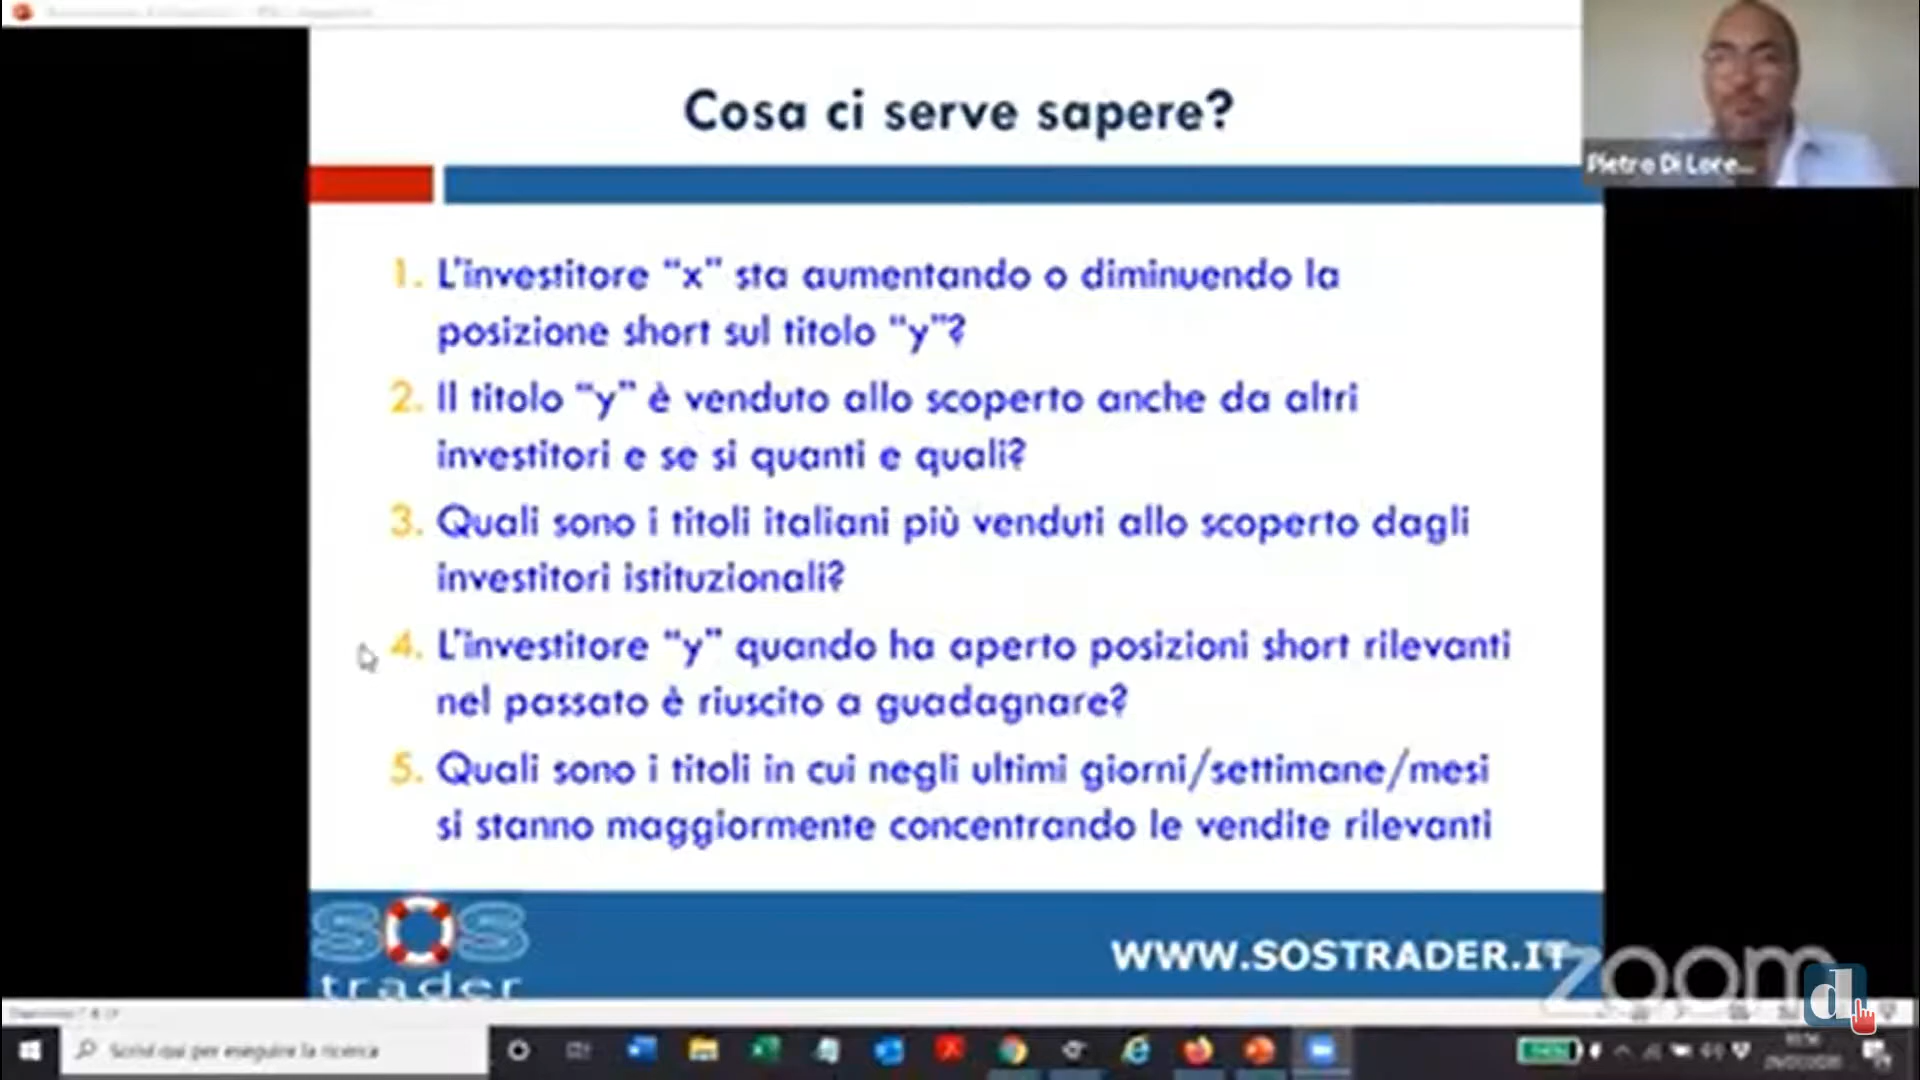 Cosa ci serve sapere?
Pietro Di Lore...
1. L'investitore “x” sta aumentando o diminuendo la
posizione short sul titolo “y”?
2. Il titolo “y” è venduto allo scoperto anche da altri
investitori e se si quanti e quali?
3. Quali sono i titoli italiani più venduti allo scoperto dagli
investitori istituzionali?
4. L'investitore “y” quando ha aperto posizioni short rilevanti
nel passato è riuscito a guadagnare?
5. Quali sono i titoli in cui negli ultimi giorni/settimane/mesi
si stanno maggiormente concentrando le vendite rilevanti
SOS
trader
WWW.SOSTRADER.IT
zoom
d
Scrivi qui per eseguire la ricerca